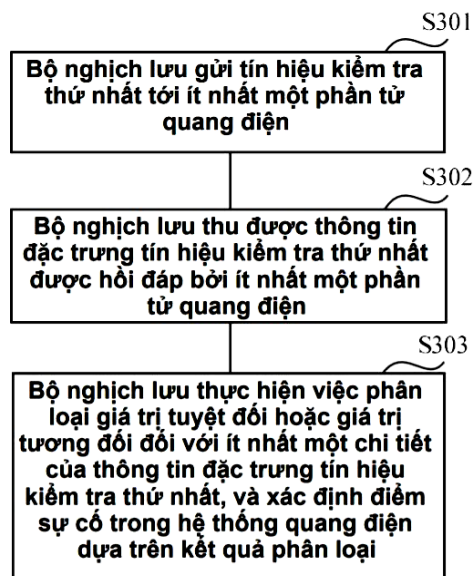 S301
Bộ nghịch lưu gửi tín hiệu kiểm tra
thứ nhất tới ít nhất một phần tử
quang điện
S302
Bộ nghịch lưu thu được thông tin
đặc trưng tín hiệu kiểm tra thứ nhất
được hồi đáp bởi ít nhất một phần
tử quang điện
S303
Bộ nghịch lưu thực hiện việc phân
loại giá trị tuyệt đối hoặc giá trị
tương đối đối với ít nhất một chi tiết
của thông tin đặc trưng tín hiệu
kiểm tra thứ nhất, và xác định điểm
sự cố trong hệ thống quang điện
dựa trên kết quả phân loại